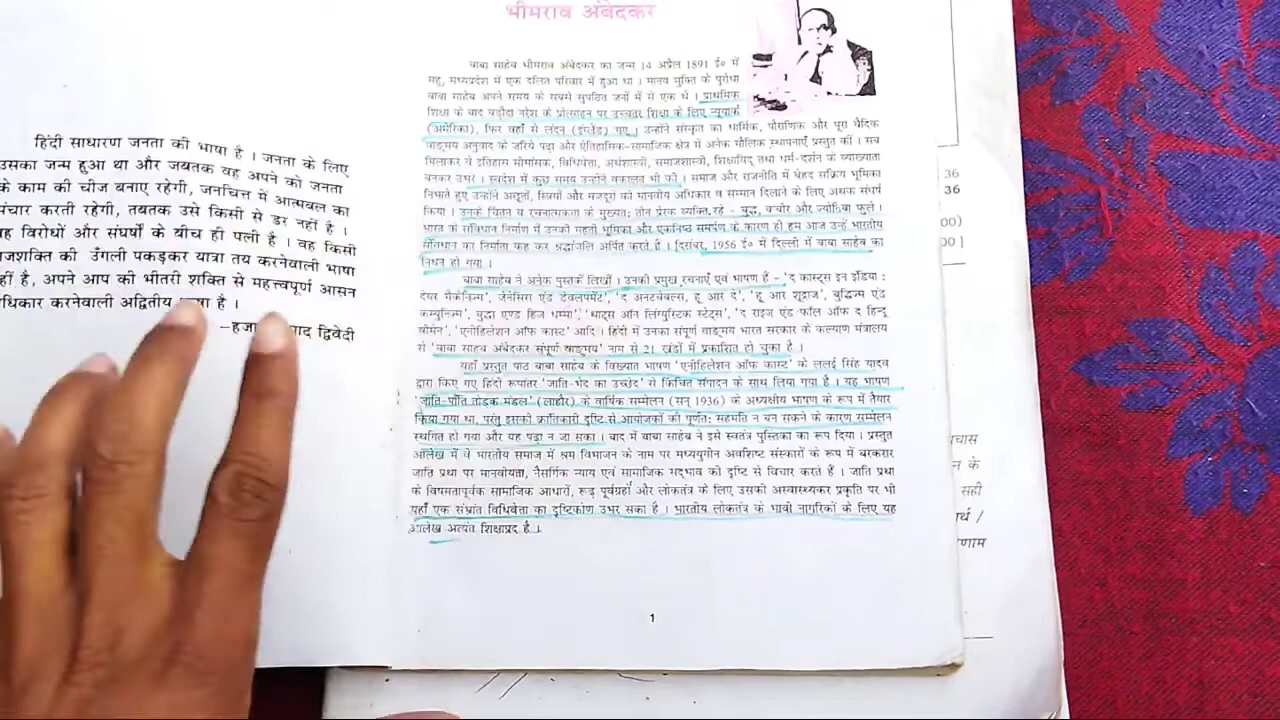 हिंदी साधारण जनता की भाषा है । जनता के लिए
उसका जन्म हुआ था और जबतक वह अपने को जनता
के काम की चीज बनाए रहेगी, जनचित्त में आत्मबल का
संचार करती रहेगी, तबतक उसे किसी से डर नहीं है ।
वह विरोधों और संघर्षों के बीच ही पली है । वह किसी
उँगली पकड़कर यात्रा तय करनेवाली भाषा
अपने आप की भीतरी शक्ति से महत्त्वपूर्ण आसन
करनेवाली अद्वितीय है ।
द्विवेदी
भीमराव अंबेदकर
बाबा साहेब भीमराव अंबेदकर का जन्म 14 अप्रैल 1891 ई० में
महू, मध्यप्रदेश में एक दलित परिवार में हुआ था । मानव मुक्ति के पुरोधा
बाबा साहेब अपने समय के सबसे सुपठित जनों में से एक थे । प्राथमिक
शिक्षा के बाद बड़ौदा नरेश के प्रोत्साहन पर उच्चतर शिक्षा के लिए न्यूयार्क
(अमेरिका), फिर वहाँ से लंदन (इंग्लैंड) गए । उन्होंने संस्कृत का धार्मिक, पौराणिक और पूरा वैदिक
वाङ्मय अनुवाद के जरिये पढ़ा और ऐतिहासिक-सामाजिक क्षेत्र में अनेक मौलिक स्थापनाएँ प्रस्तुत कीं । सब
मिलाकर वे इतिहास मीमांसक, विधिवेत्ता, अर्थशास्त्री, समाजशास्त्री, शिक्षाविद् तथा धर्म-दर्शन के व्याख्याता
बनकर उभरे । स्वदेश में कुछ समय उन्होंने वकालत भी की । समाज और राजनीति में बेहद सक्रिय भूमिका
निभाते हुए उन्होंने अछूतों, स्त्रियों और मजदूरों को मानवीय अधिकार व सम्मान दिलाने के लिए अथक संघर्ष
किया । उनके चिंतन व रचनात्मकता के मुख्यतः तीन प्रेरक व्यक्ति रहे – बुद्ध, कबीर और ज्योतिबा फुले ।
भारत के संविधान निर्माण में उनकी महती भूमिका और एकनिष्ठ समर्पण के कारण ही हम आज उन्हें भारतीय
संविधान का निर्माता कह कर श्रद्धांजलि अर्पित करते हैं । दिसंबर, 1956 ई० में दिल्ली में बाबा साहेब का
निधन हो गया ।
बाबा साहेब ने अनेक पुस्तकें लिखीं । उनकी प्रमुख रचनाएँ एवं भाषण हैं – 'द कास्ट्स इन इंडिया :
देयर मैकेनिज्म', जेनेसिस एंड डेवलपमेंट', 'द अनटचेबल्स, हू आर दे', 'हू आर शूद्राज', बुद्धिज्म एंड
कम्युनिज्म', बुद्धा एण्ड हिज धम्मा', 'थाट्स ऑन लिंग्युस्टिक स्टेट्स', 'द राइज एंड फॉल ऑफ द हिन्दू
वीमेन', 'एनीहिलेशन ऑफ कास्ट' आदि । हिंदी में उनका संपूर्ण वाङ्मय भारत सरकार के कल्याण मंत्रालय
से 'बाबा साहब अंबेदकर संपूर्ण वाङ्मय' नाम से 21 खंडों में प्रकाशित हो चुका है ।
यहाँ प्रस्तुत पाठ बाबा साहेब के विख्यात भाषण 'एनीहिलेशन ऑफ कास्ट' के ललई सिंह यादव
द्वारा किए गए हिंदी रूपांतर 'जाति-भेद का उच्छेद' से किंचित संपादन के साथ लिया गया है । यह भाषण
'जाति-पाँति तोड़क मंडल' (लाहौर) के वार्षिक सम्मेलन (सन् 1936) के अध्यक्षीय भाषण के रूप में तैयार
किया गया था, परंतु इसकी क्रांतिकारी दृष्टि से आयोजकों की पूर्णतः सहमति न बन सकने के कारण सम्मेलन
स्थगित हो गया और यह पढ़ा न जा सका । बाद में बाबा साहेब ने इसे स्वतंत्र पुस्तिका का रूप दिया । प्रस्तुत
आलेख में वे भारतीय समाज में श्रम विभाजन के नाम पर मध्ययुगीन अवशिष्ट संस्कारों के रूप में बरकरार
जाति प्रथा पर मानवीयता, नैसर्गिक न्याय एवं सामाजिक सद्भाव की दृष्टि से विचार करते हैं । जाति प्रथा
के विषमतापूर्वक सामाजिक आधारों, रूढ़ पूर्वग्रहों और लोकतंत्र के लिए उसकी अस्वास्थ्यकर प्रकृति पर भी
यहाँ एक संभ्रांत विधिवेत्ता का दृष्टिकोण उभर सका है । भारतीय लोकतंत्र के भावी नागरिकों के लिए यह
आलेख अत्यंत शिक्षाप्रद है ।
1
36
36
00)
00 ]
न के
सही